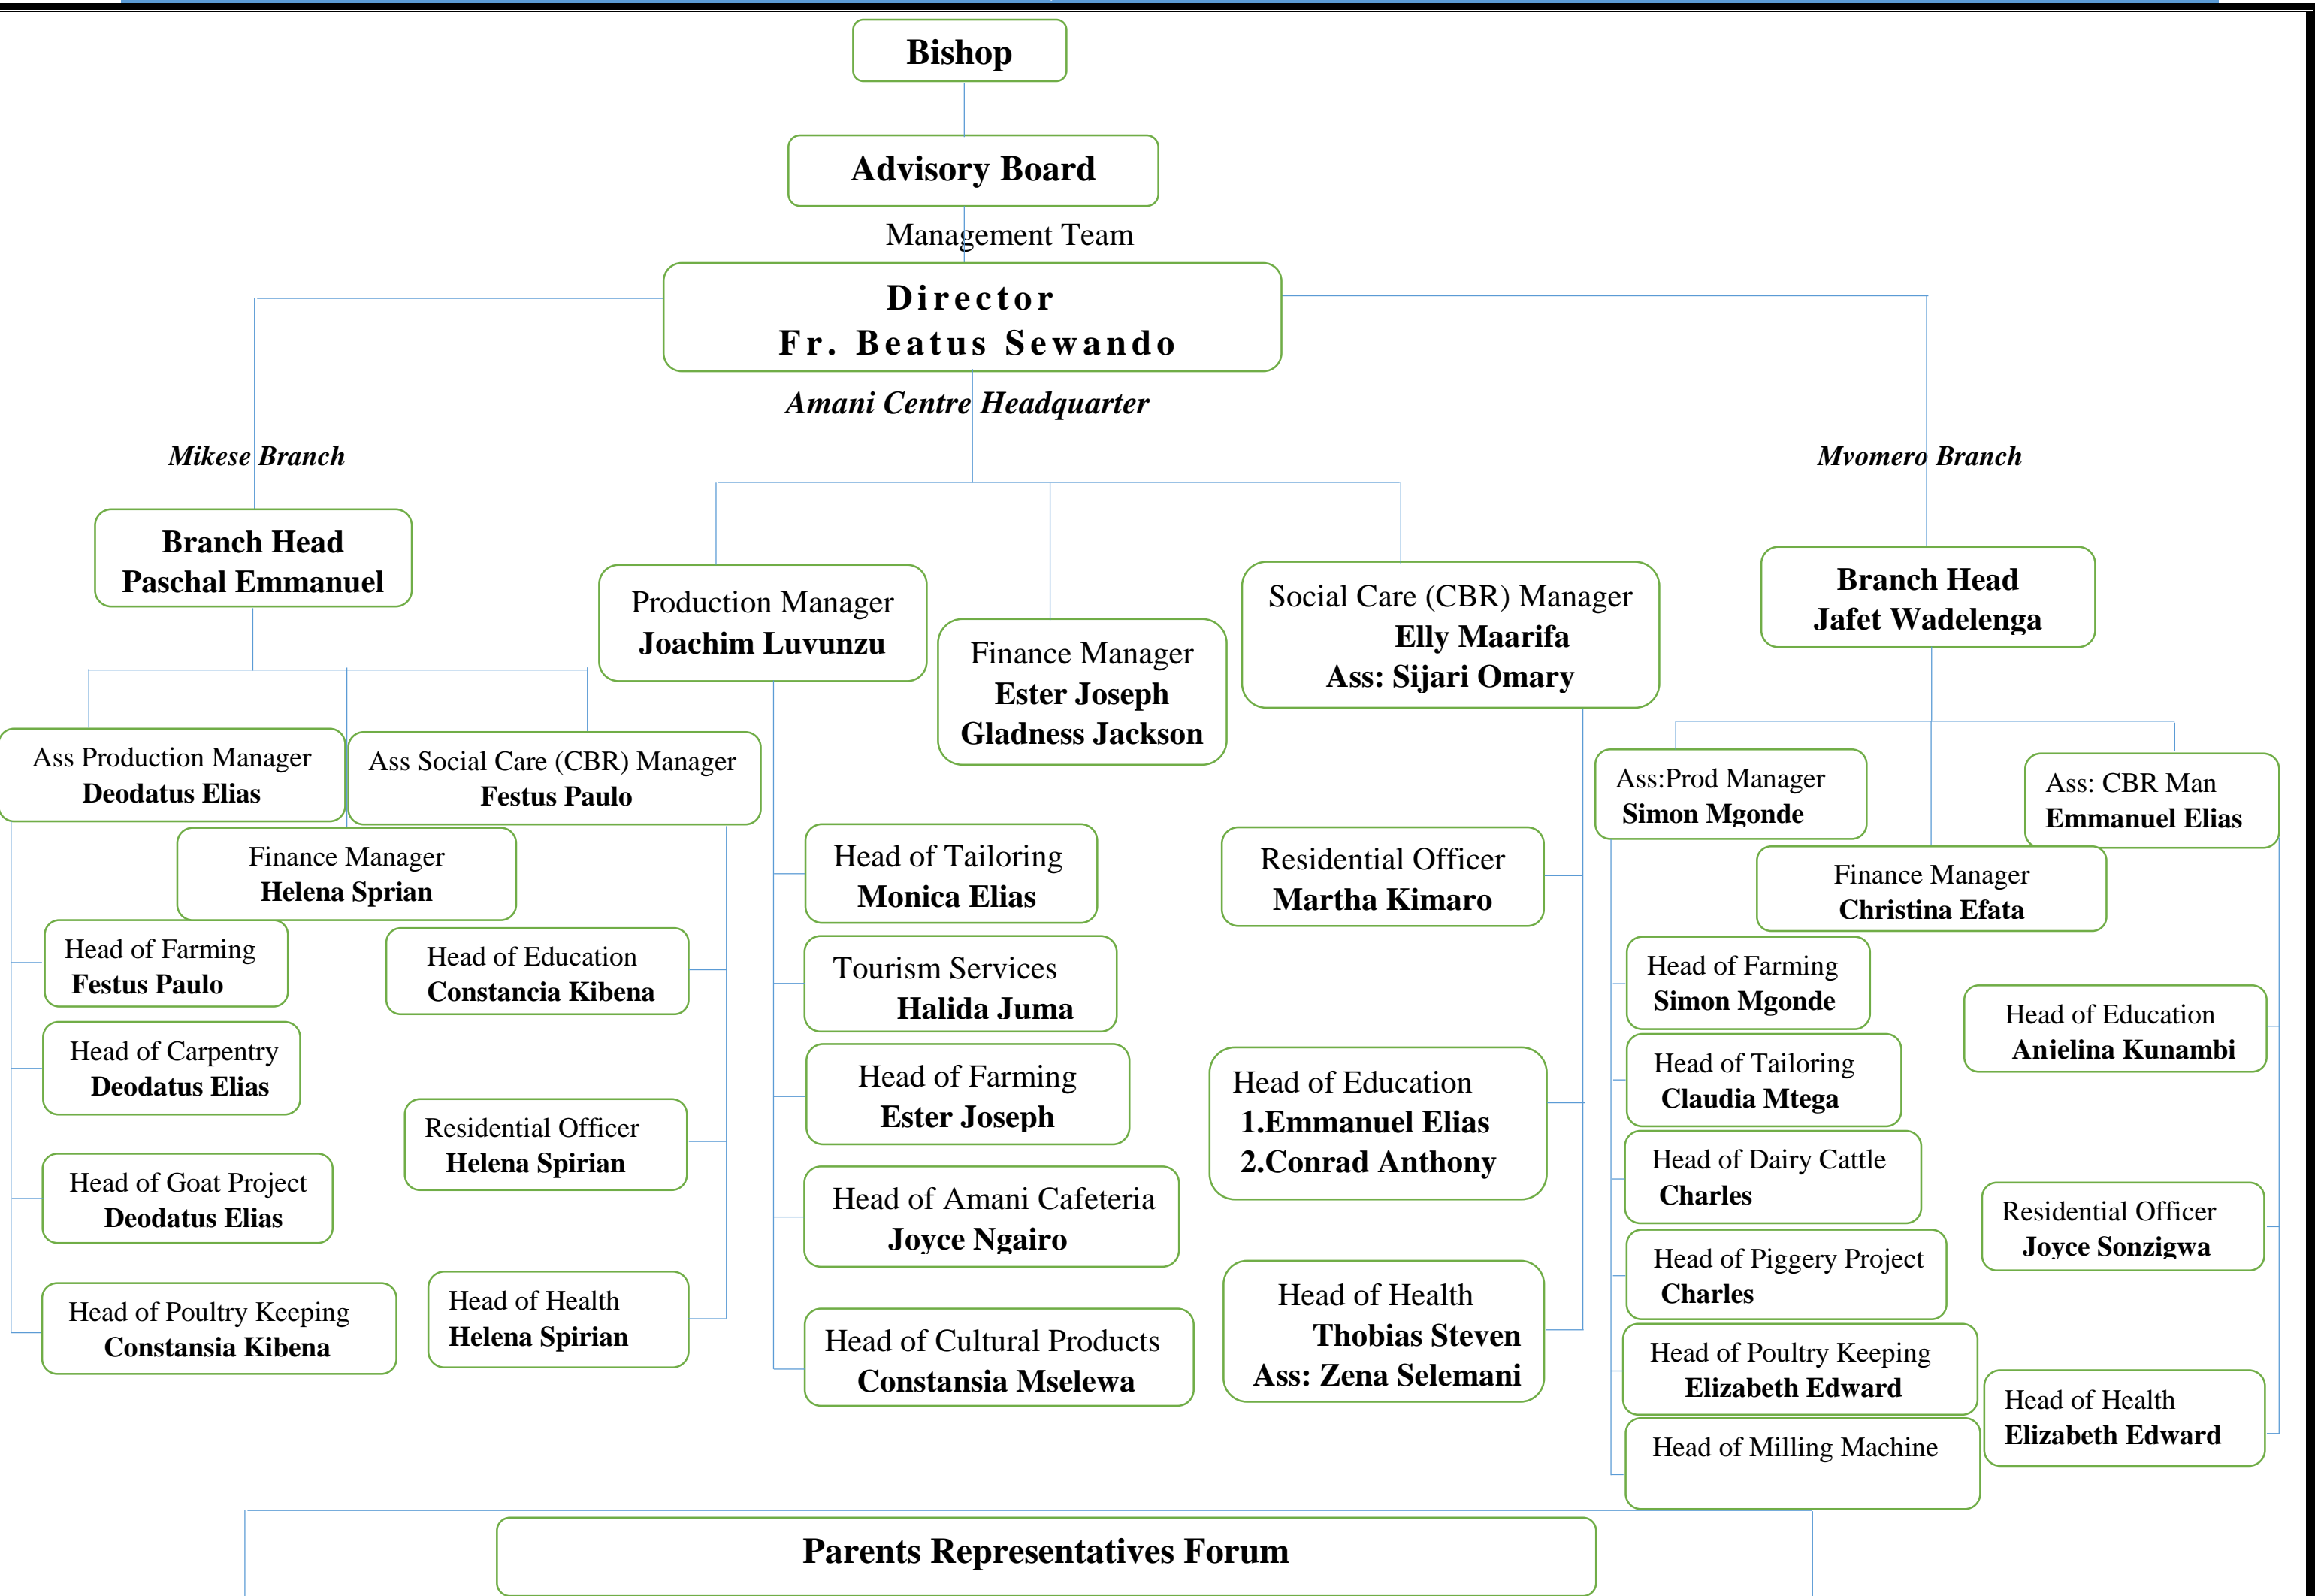 Bishop
Advisory Board
Management Team
Director
Fr. Beatus Sewando
Amani Centre Headquarter
Mikese Branch
Branch Head
Paschal Emmanuel
Ass Production Manager
Deodatus Elias
Ass Social Care (CBR) Manager
Festus Paulo
Finance Manager
Helena Sprian
Head of Farming
Festus Paulo
Head of Carpentry
Deodatus Elias
Head of Goat Project
Deodatus Elias
Head of Poultry Keeping
Constansia Kibena
Head of Education
Constancia Kibena
Residential Officer
Helena Spirian
Head of Health
Helena Spirian
Production Manager
Joachim Luvunzu
Finance Manager
Ester Joseph
Gladness Jackson
Social Care (CBR) Manager
Elly Maarifa
Ass: Sijari Omary
Head of Tailoring
Monica Elias
Tourism Services
Halida Juma
Head of Farming
Ester Joseph
Head of Amani Cafeteria
Joyce Ngairo
Head of Cultural Products
Constansia Mselewa
Residential Officer
Martha Kimaro
Head of Education
1.Emmanuel Elias
2.Conrad Anthony
Head of Health
Thobias Steven
Ass: Zena Selemani
Mvomero Branch
Branch Head
Jafet Wadelenga
Ass:Prod Manager
Simon Mgonde
Ass: CBR Man
Emmanuel Elias
Finance Manager
Christina Efata
Head of Farming
Simon Mgonde
Head of Tailoring
Claudia Mtega
Head of Dairy Cattle
Charles
Head of Piggery Project
Charles
Head of Poultry Keeping
Elizabeth Edward
Head of Milling Machine
Head of Education
Anjelina Kunambi
Residential Officer
Joyce Sonzigwa
Head of Health
Elizabeth Edward
Parents Representatives Forum